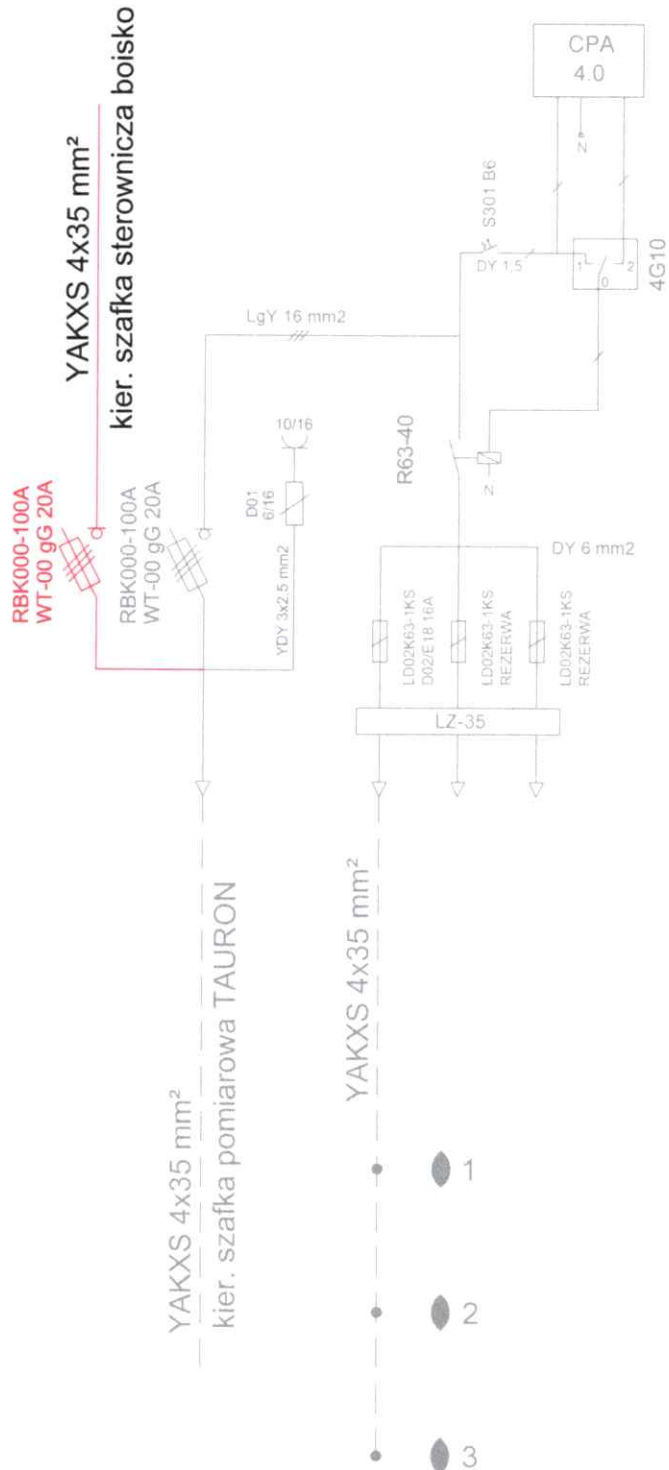 CPA
4.0
YAKXS 4x35 mm²
kier. szafka sterownicza boisko
N
S301 B6
DY 1,5
1
2
0
4G10
LgY 16 mm2
RBK000-100A
WT-00 gG 20A
RBK000-100A
WT-00 gG 20A
10/16
D01
6/16
YDY 3x2.5 mm2
R63-40
N
DY 6 mm2
LD02K63-1KS
D02/E18 16A
LD02K63-1KS
REZERWA
LD02K63-1KS
REZERWA
LZ-35
YAKXS 4x35 mm²
kier. szafka pomiarowa TAURON
YAKXS 4x35 mm²
1
2
3